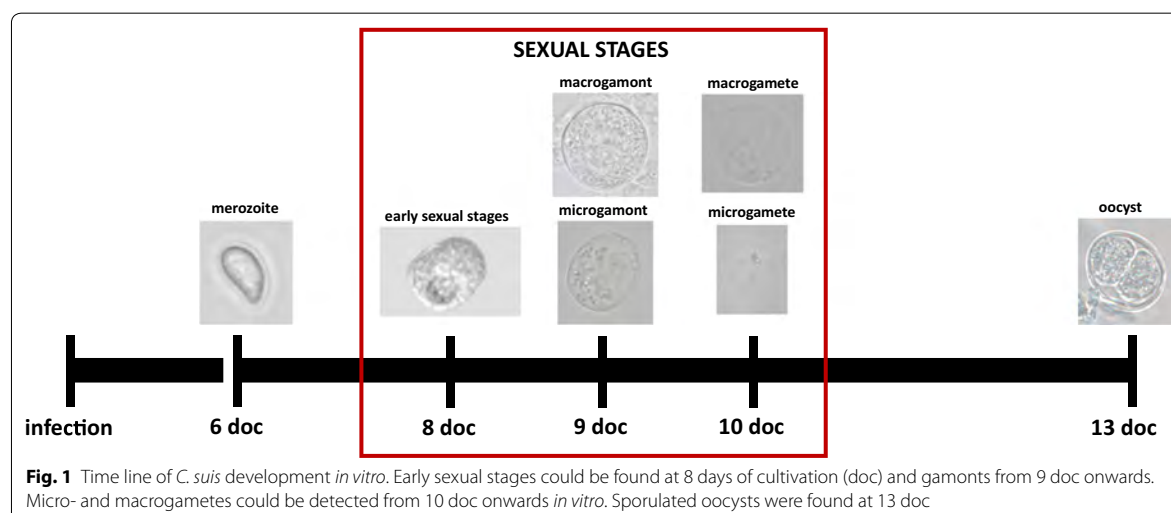 SEXUAL STAGES
macrogamont macrogamete
merozoite early sexual stages microgamont microgamete oocyst
infection 6 doc 8 doc 9 doc 10 doc 13 doc
Fig. 1 Time line of C. suis development in vitro. Early sexual stages could be found at 8 days of cultivation (doc) and gamonts from 9 doc onwards.
Micro- and macrogametes could be detected from 10 doc onwards in vitro. Sporulated oocysts were found at 13 doc